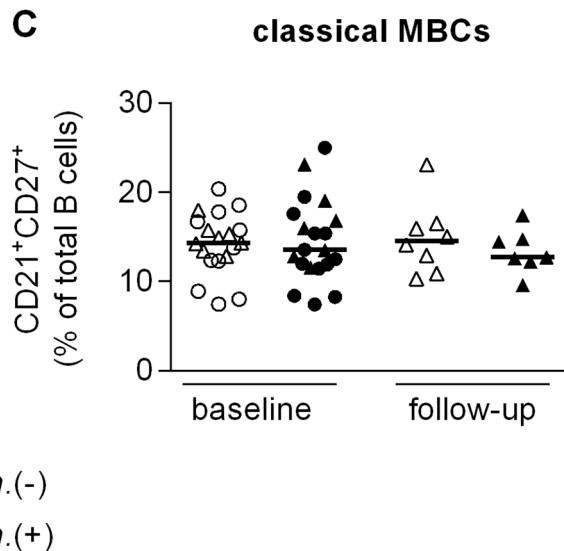 C
classical MBCs
CD21⁺CD27⁺
(% of total B cells)
30
20
10
0
baseline
follow-up
.(-)
.(+)